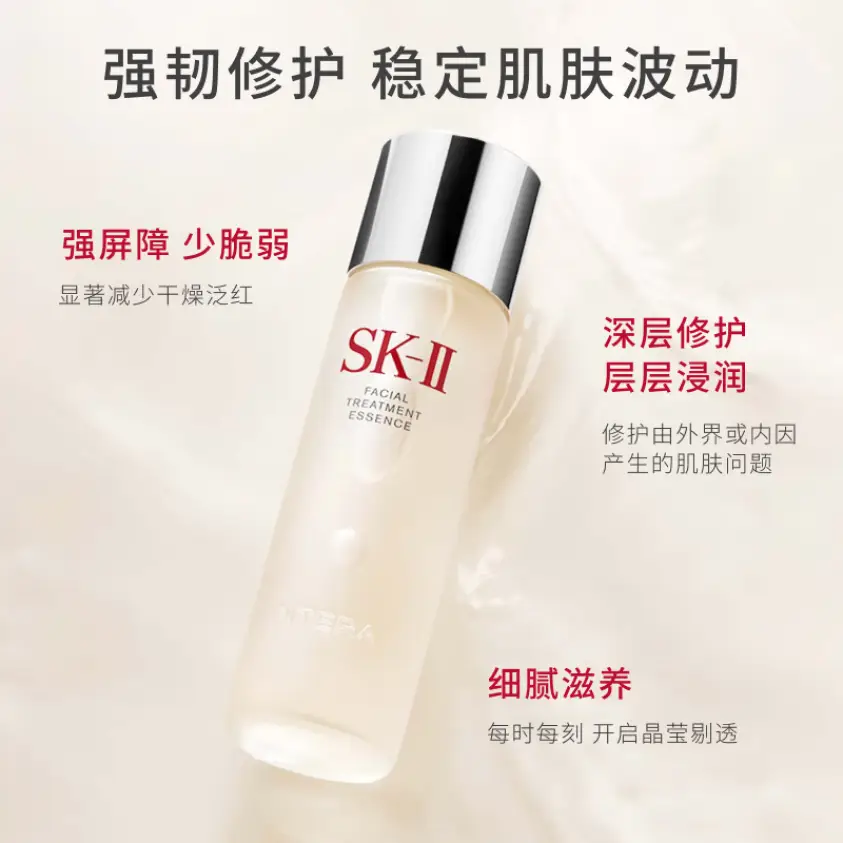 强韧修护 稳定肌肤波动
强屏障 少脆弱
显著减少干燥泛红
SK-II
FACIAL
TREATMENT
ESSENCE
深层修护
层层浸润
修护由外界或内因
产生的肌肤问题
细腻滋养
每时每刻 开启晶莹剔透